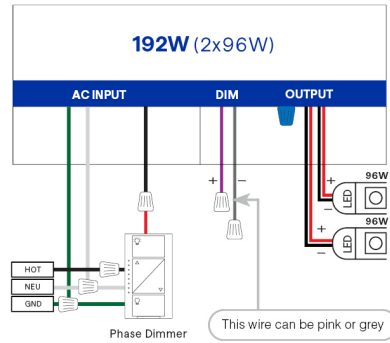 192W (2x96W)
AC INPUT DIM OUTPUT
+ −
+ 96W
LED
−
+ 96W
LED
−
HOT
NEU
GND
Phase Dimmer
This wire can be pink or grey